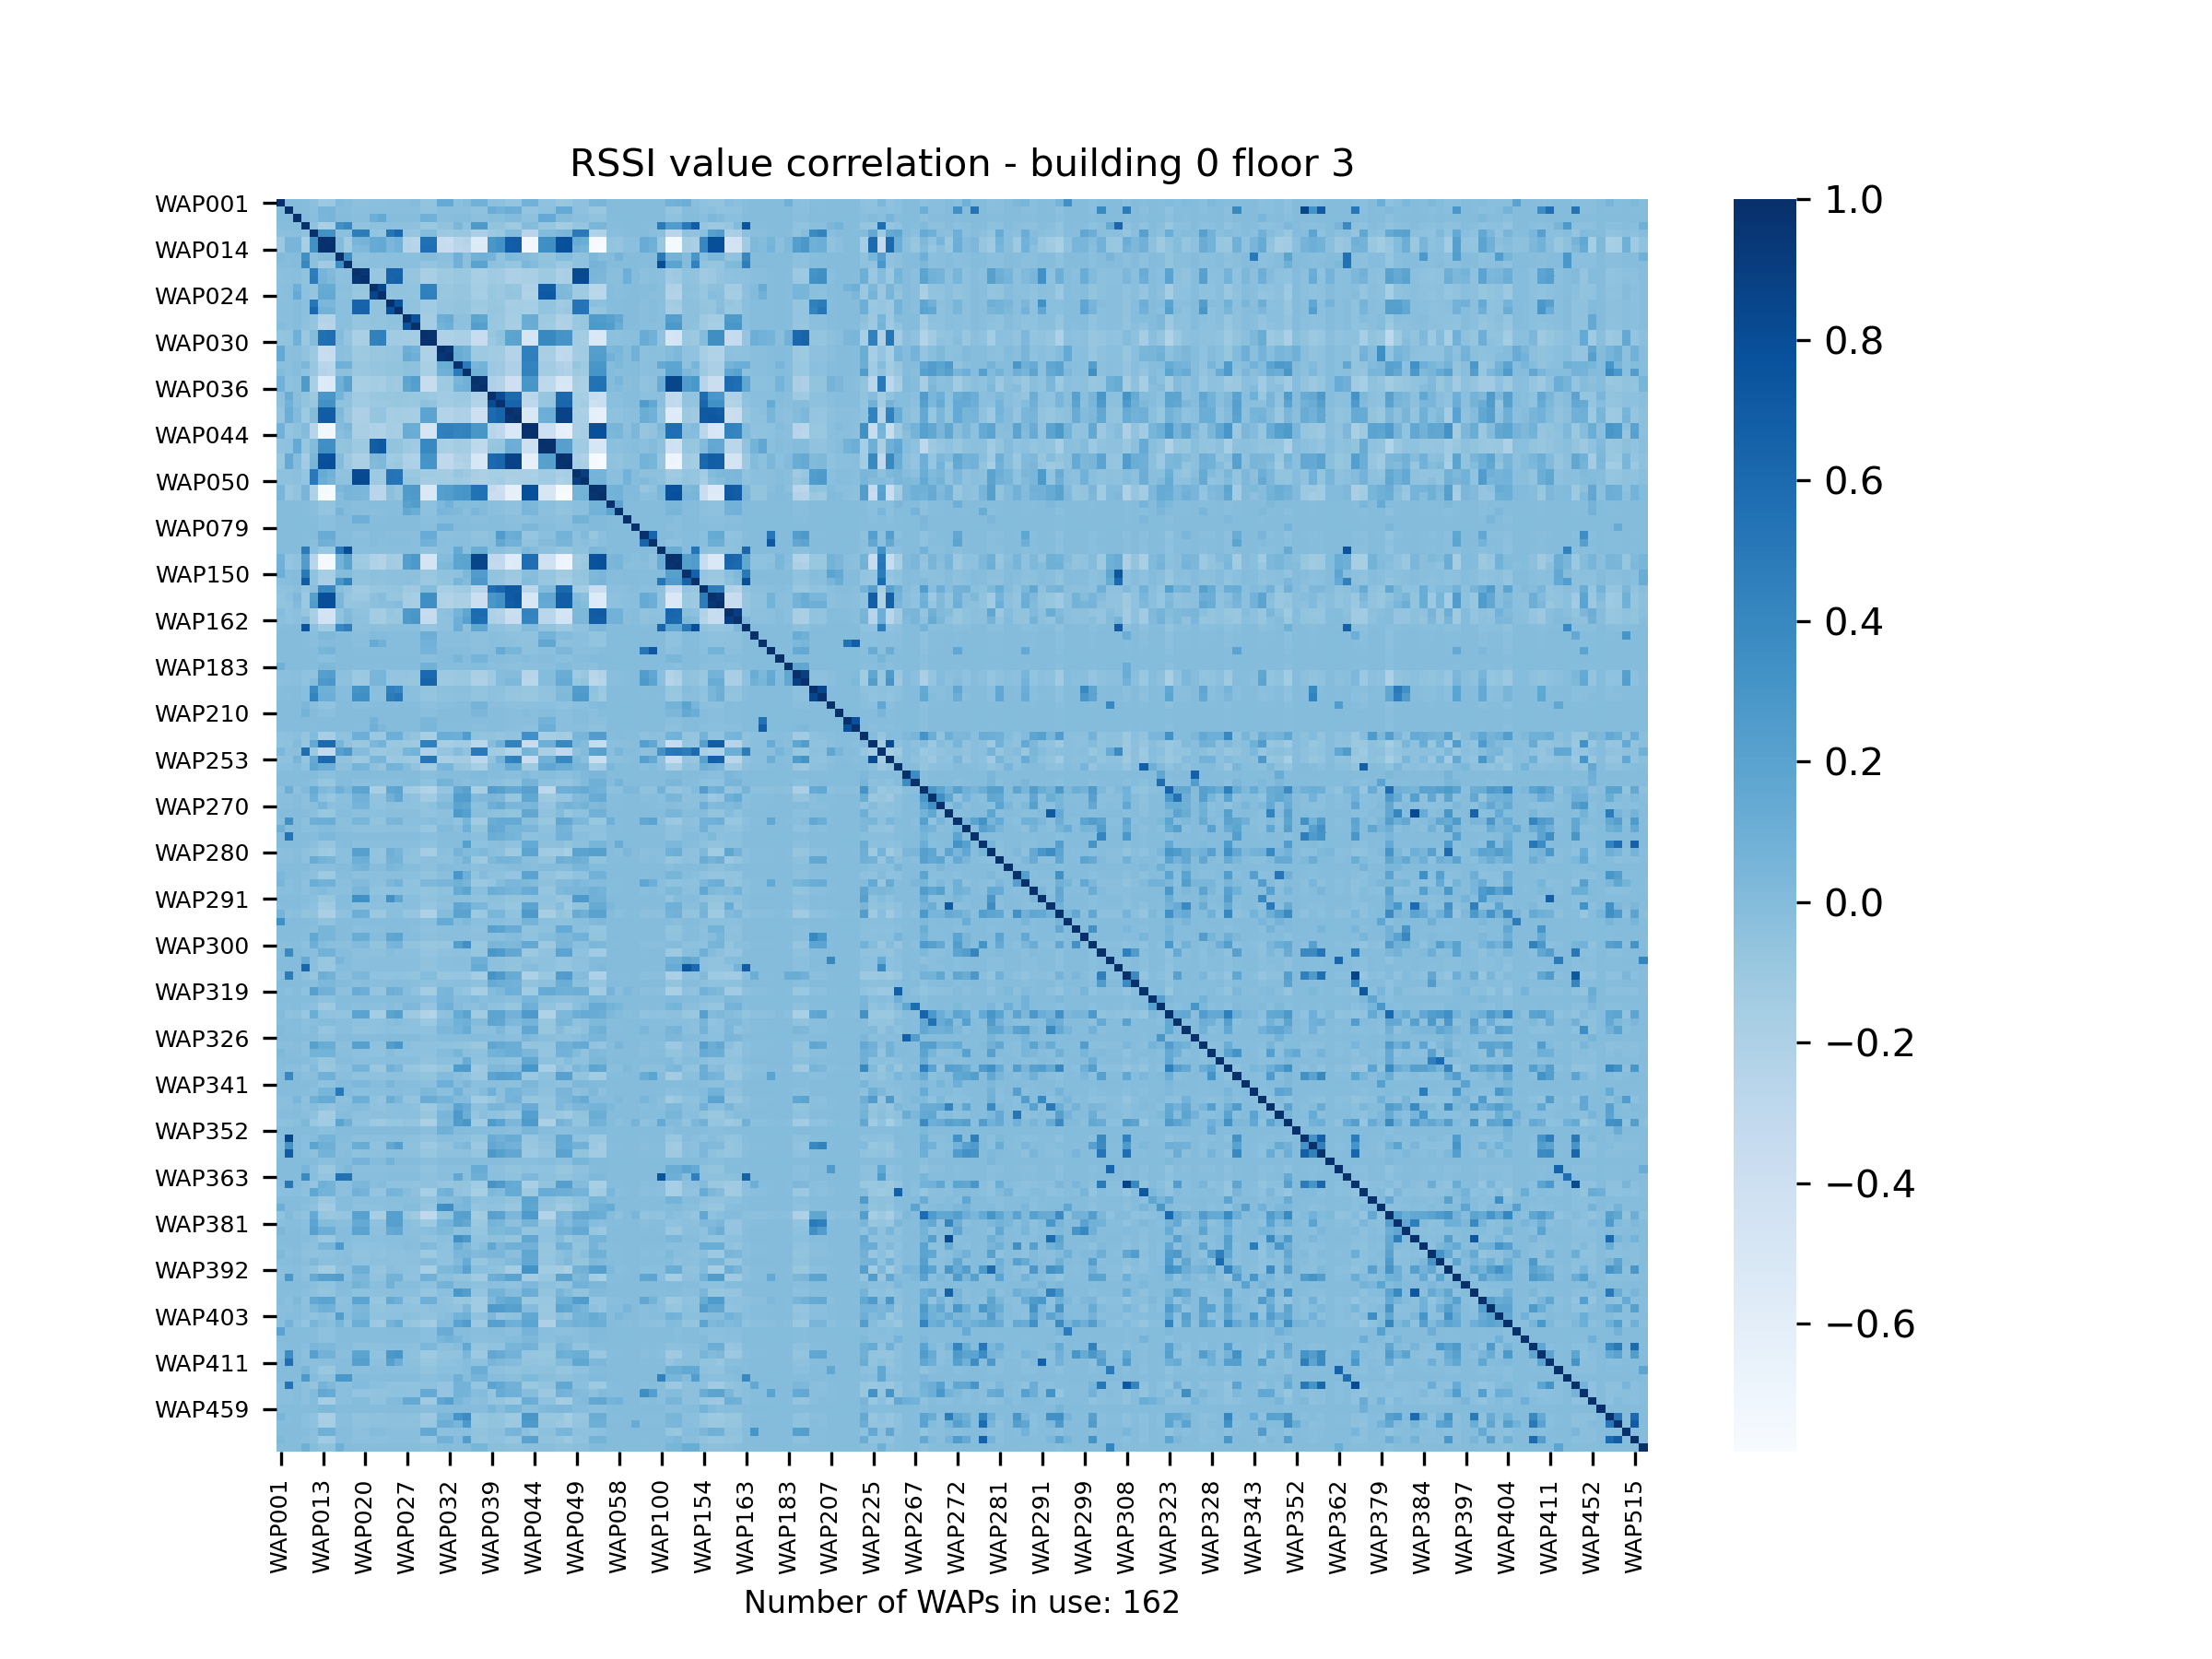 RSSI value correlation - building 0 floor 3
WAP001
WAP014
WAP024
WAP030
WAP036
WAP044
WAP050
WAP079
WAP150
WAP162
WAP183
WAP210
WAP253
WAP270
WAP280
WAP291
WAP300
WAP319
WAP326
WAP341
WAP352
WAP363
WAP381
WAP392
WAP403
WAP411
WAP459
WAP001
WAP013
WAP020
WAP027
WAP032
WAP039
WAP044
WAP049
WAP058
WAP100
WAP154
WAP163
WAP183
WAP207
WAP225
WAP267
WAP272
WAP281
WAP291
WAP299
WAP308
WAP323
WAP328
WAP343
WAP352
WAP362
WAP379
WAP384
WAP397
WAP404
WAP411
WAP452
WAP515
Number of WAPs in use: 162
1.0
0.8
0.6
0.4
0.2
0.0
−0.2
−0.4
−0.6